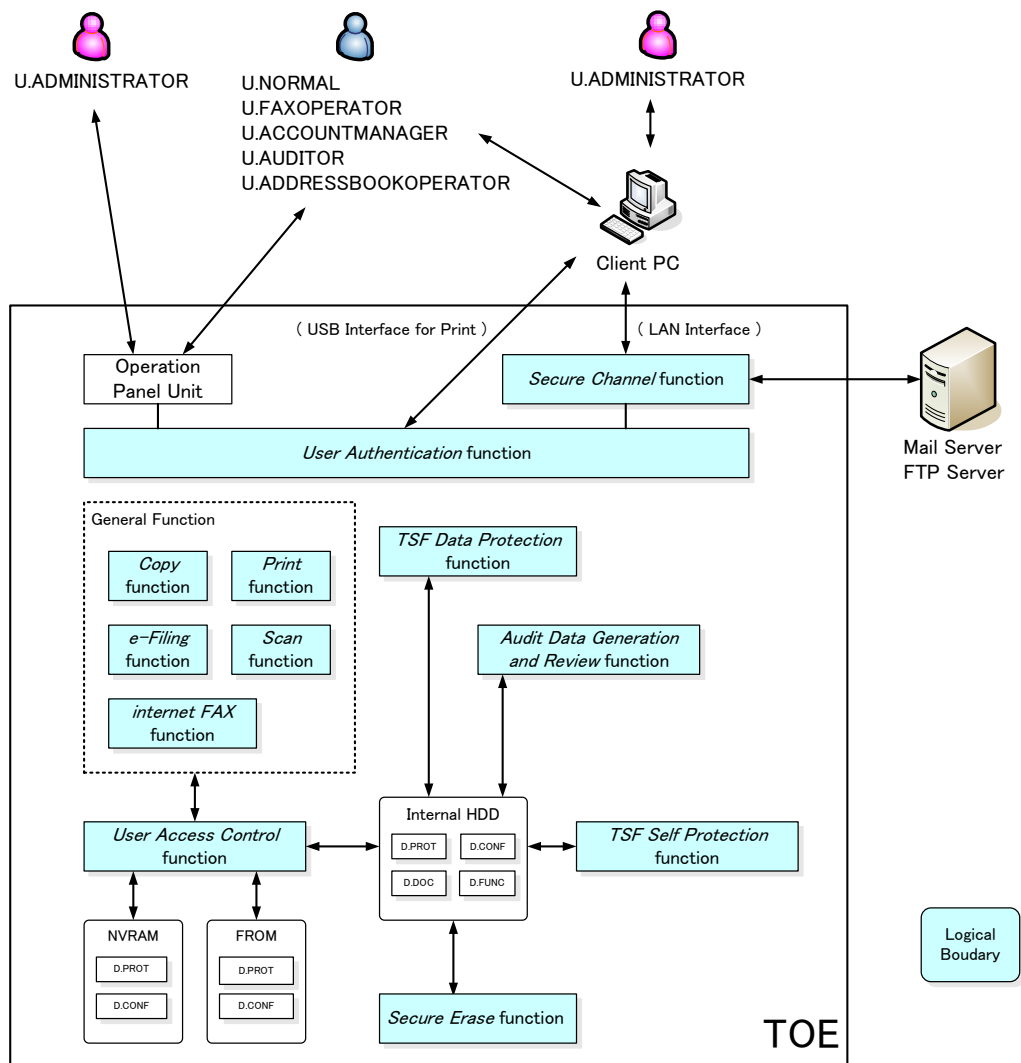 U.ADMINISTRATOR
U.NORMAL
U.FAXOPERATOR
U.ACCOUNTMANAGER
U.AUDITOR
U.ADDRESSBOOKOPERATOR
U.ADMINISTRATOR
Client PC
( USB Interface for Print )
( LAN Interface )
Operation
Panel Unit
Secure Channel function
User Authentication function
Mail Server
FTP Server
General Function
Copy
function
Print
function
e-Filing
function
Scan
function
internet FAX
function
TSF Data Protection
function
Audit Data Generation
and Review function
User Access Control
function
Internal HDD
D.PROT
D.CONF
D.DOC
D.FUNC
TSF Self Protection
function
NVRAM
D.PROT
D.CONF
FROM
D.PROT
D.CONF
Secure Erase function
Logical
Boudary
TOE